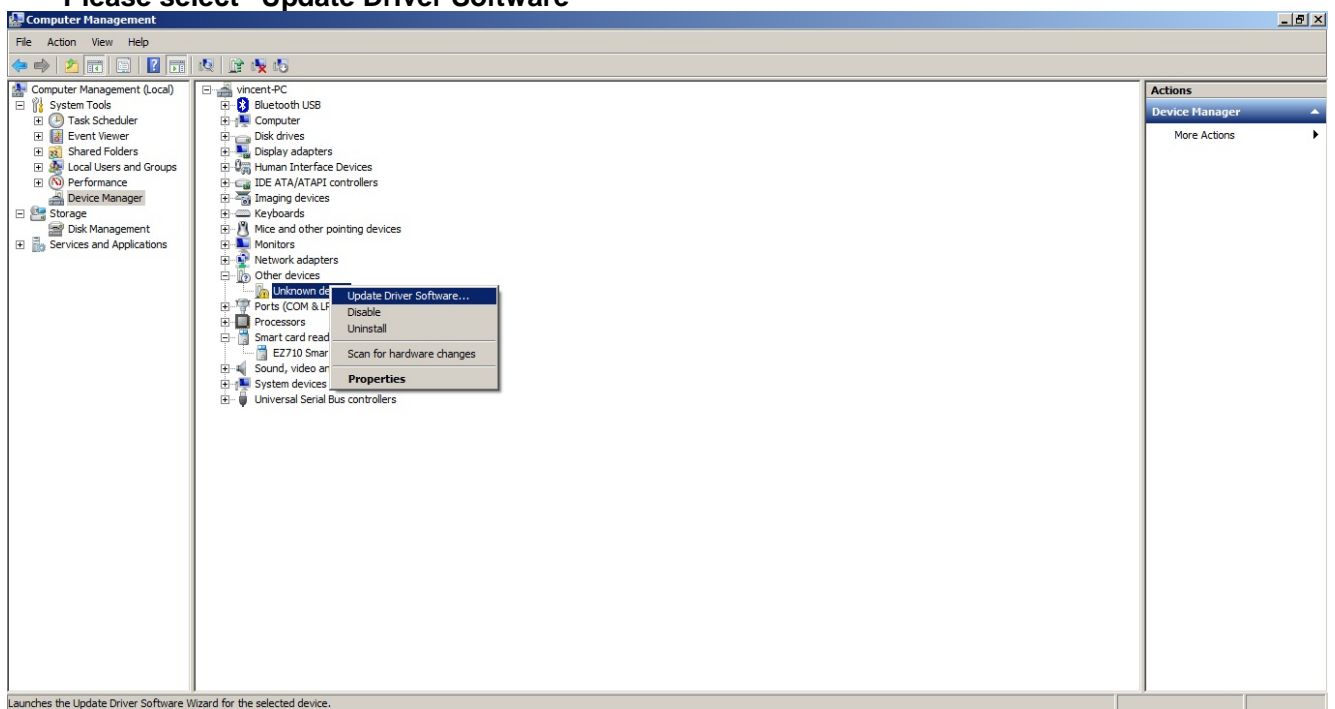 Please select "Update Driver Software"
Computer Management
File Action View Help
Computer Management (Local)
System Tools
Task Scheduler
Event Viewer
Shared Folders
Local Users and Groups
Performance
Device Manager
Storage
Disk Management
Services and Applications
vincent-PC
Bluetooth USB
Computer
Disk drives
Display adapters
Human Interface Devices
IDE ATA/ATAPI controllers
Imaging devices
Keyboards
Mice and other pointing devices
Monitors
Network adapters
Other devices
Unknown de
Ports (COM & LP
Processors
Smart card read
EZ710 Smar
Sound, video an
System devices
Universal Serial Bus controllers
Update Driver Software...
Disable
Uninstall
Scan for hardware changes
Properties
Actions
Device Manager
More Actions
Launches the Update Driver Software Wizard for the selected device.